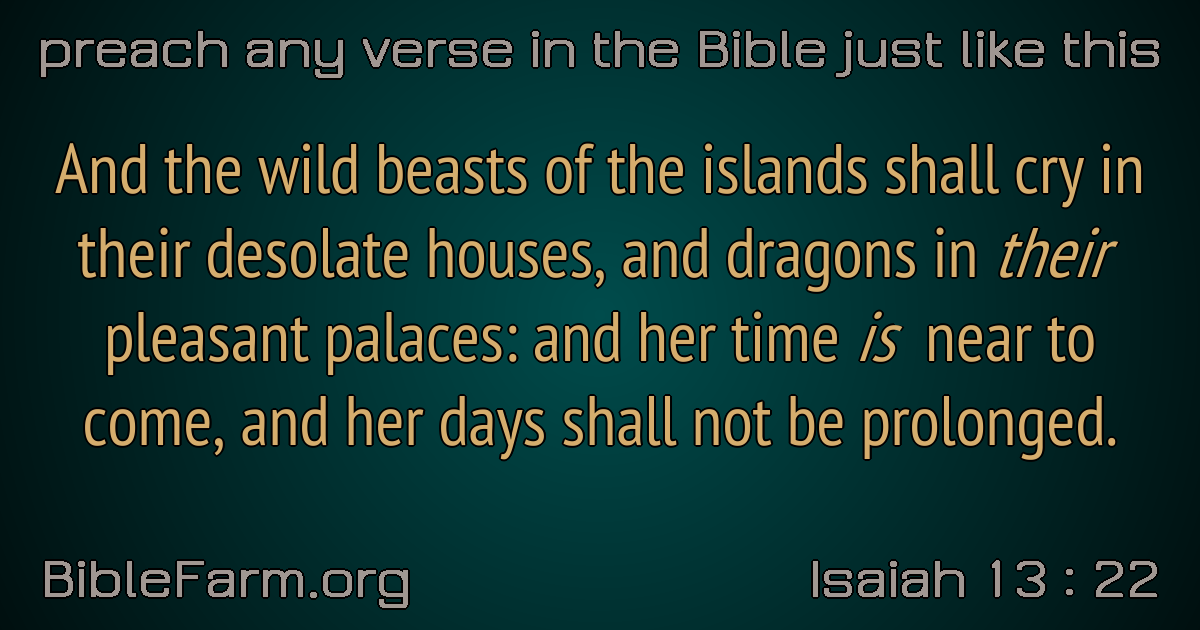 preach any verse in the Bible just like this
And the wild beasts of the islands shall cry in
their desolate houses, and dragons in their
pleasant palaces: and her time is near to
come, and her days shall not be prolonged.
BibleFarm.org
Isaiah 13 : 22